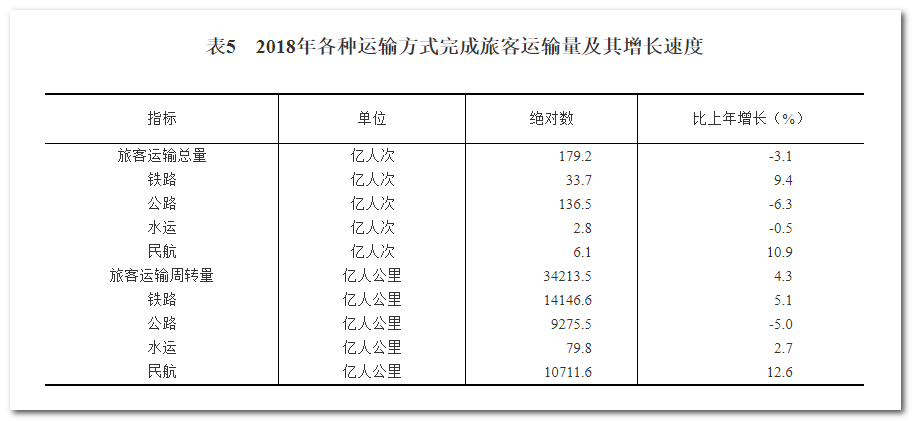 表5 2018年各种运输方式完成旅客运输量及其增长速度
指标 单位 绝对数 比上年增长（%）
旅客运输总量 亿人次 179.2 -3.1
铁路 亿人次 33.7 9.4
公路 亿人次 136.5 -6.3
水运 亿人次 2.8 -0.5
民航 亿人次 6.1 10.9
旅客运输周转量 亿人公里 34213.5 4.3
铁路 亿人公里 14146.6 5.1
公路 亿人公里 9275.5 -5.0
水运 亿人公里 79.8 2.7
民航 亿人公里 10711.6 12.6